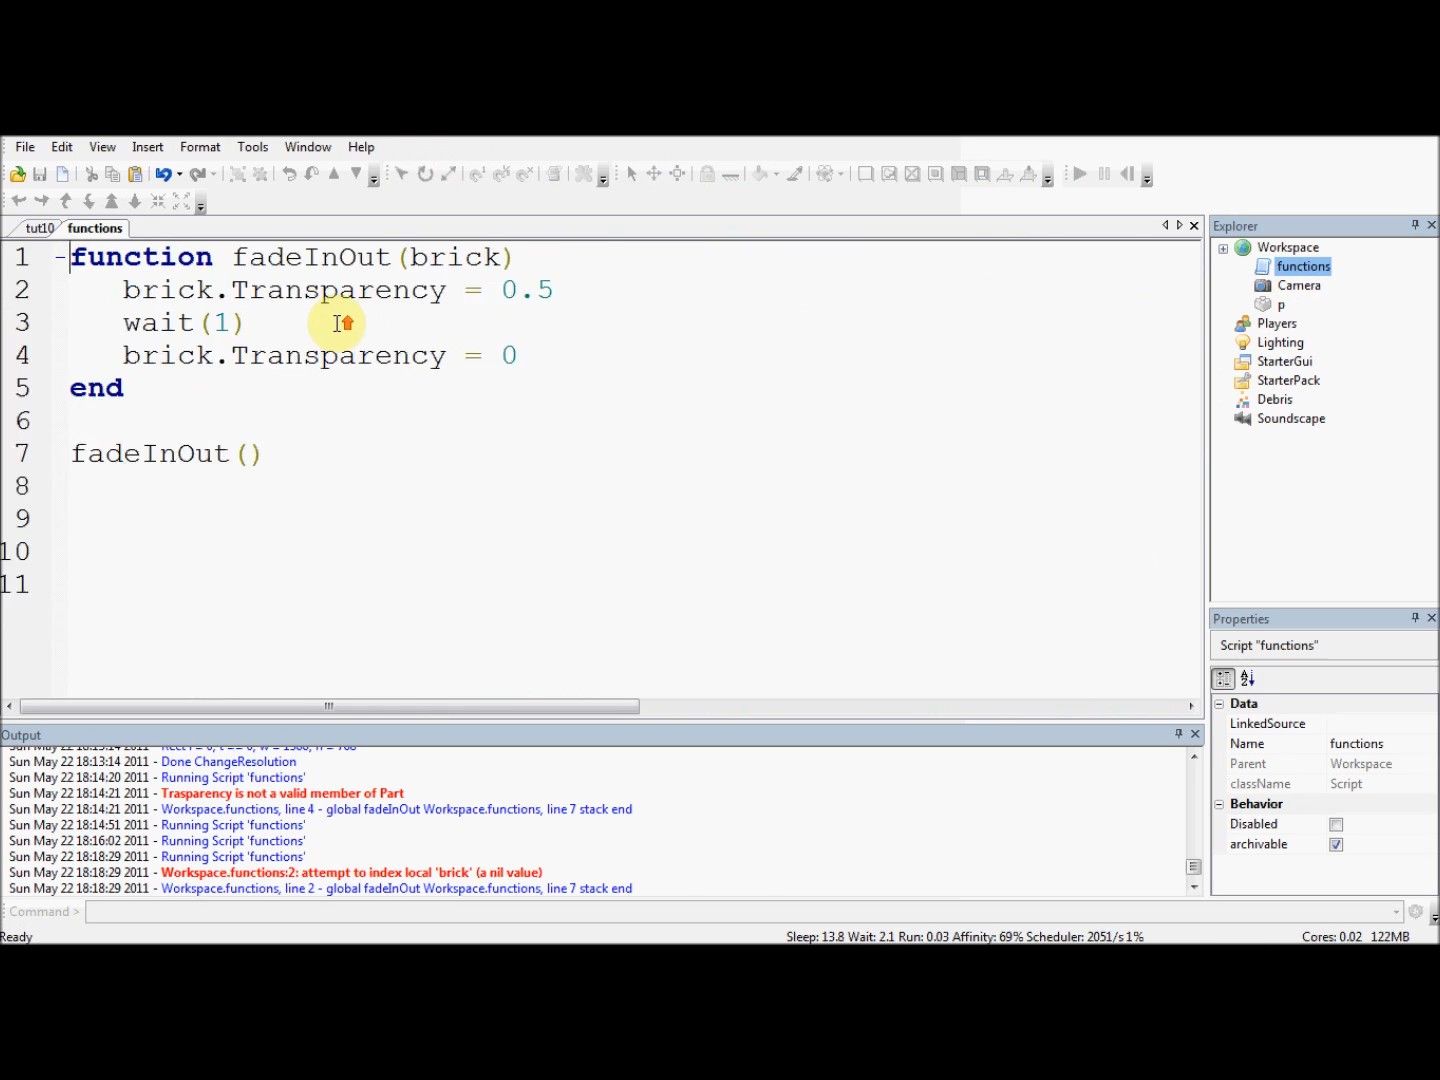 File Edit View Insert Format Tools Window Help
tut10 functions
1 function fadeInOut(brick)
2 brick.Transparency = 0.5
3 wait(1)
4 brick.Transparency = 0
5 end
6
7 fadeInOut()
8
9
10
11
Explorer
Workspace
functions
Camera
p
Players
Lighting
StarterGui
StarterPack
Debris
Soundscape
Properties
Script "functions"
Data
LinkedSource
Name functions
Parent Workspace
className Script
Behavior
Disabled
archivable
Output
Sun May 22 18:13:14 2011 - Done ChangeResolution
Sun May 22 18:14:20 2011 - Running Script 'functions'
Sun May 22 18:14:21 2011 - Trasparency is not a valid member of Part
Sun May 22 18:14:21 2011 - Workspace.functions, line 4 - global fadeInOut Workspace.functions, line 7 stack end
Sun May 22 18:14:51 2011 - Running Script 'functions'
Sun May 22 18:16:02 2011 - Running Script 'functions'
Sun May 22 18:18:29 2011 - Running Script 'functions'
Sun May 22 18:18:29 2011 - Workspace.functions:2: attempt to index local 'brick' (a nil value)
Sun May 22 18:18:29 2011 - Workspace.functions, line 2 - global fadeInOut Workspace.functions, line 7 stack end
Command >
Ready
Sleep: 13.8 Wait: 2.1 Run: 0.03 Affinity: 69% Scheduler: 2051/s 1%
Cores: 0.02 122MB